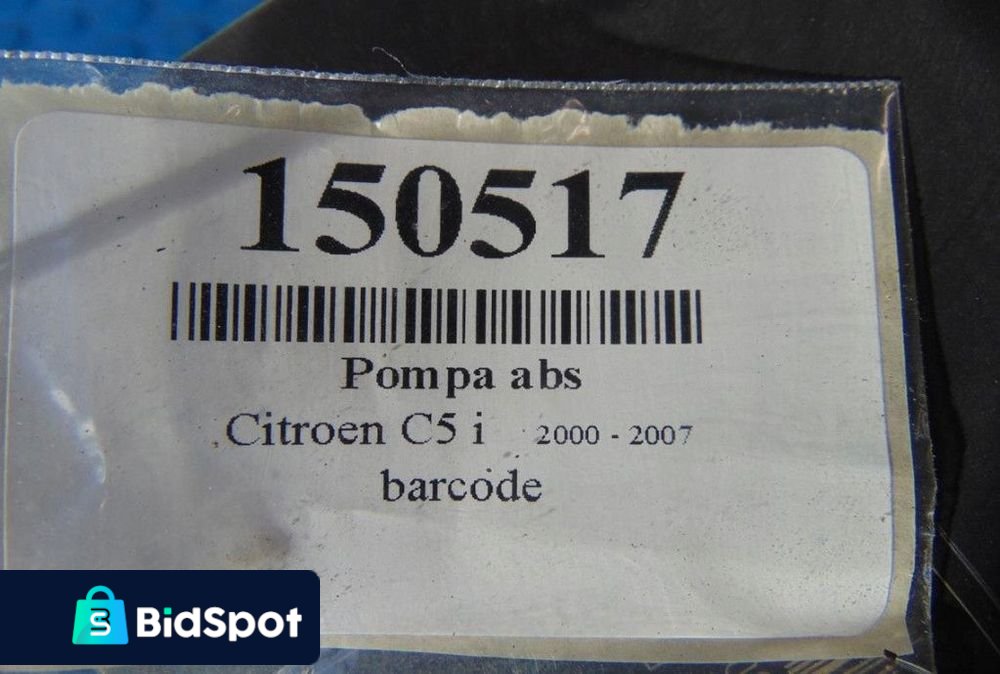 150517
Pompa abs
Citroen C5 i 2000 - 2007
barcode
BidSpot